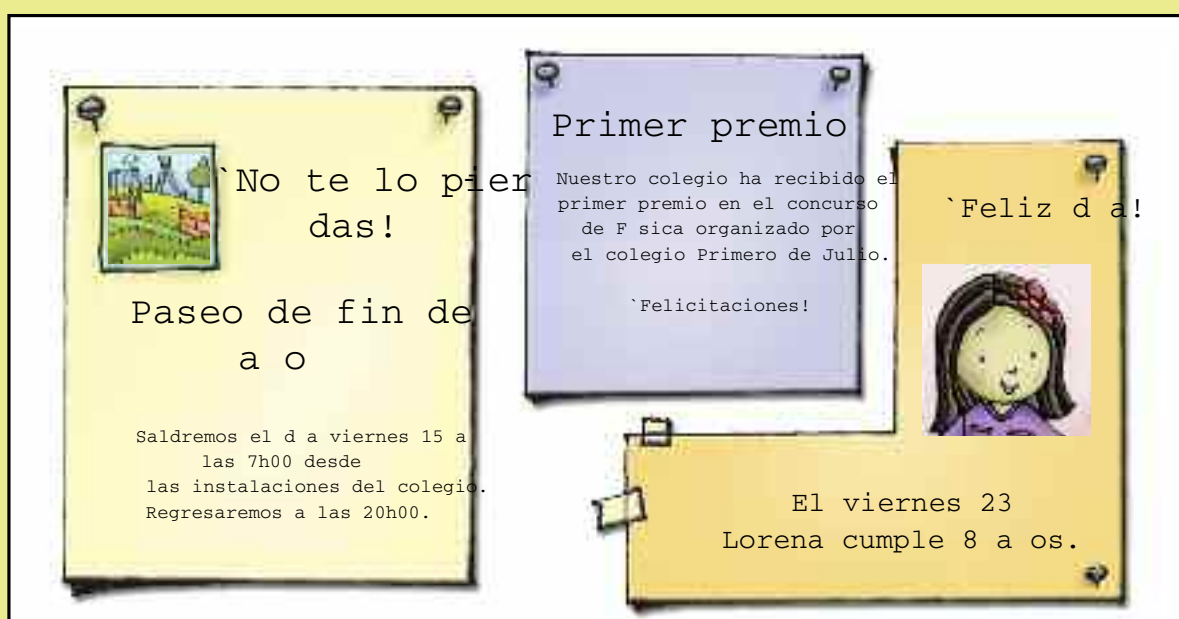 `No te lo pier
das!
Paseo de fin de
a o
Saldremos el d a viernes 15 a
las 7h00 desde
las instalaciones del colegio.
Regresaremos a las 20h00.
Primer premio
Nuestro colegio ha recibido el
primer premio en el concurso
de F sica organizado por
el colegio Primero de Julio.
`Felicitaciones!
`Feliz d a!
El viernes 23
Lorena cumple 8 a os.